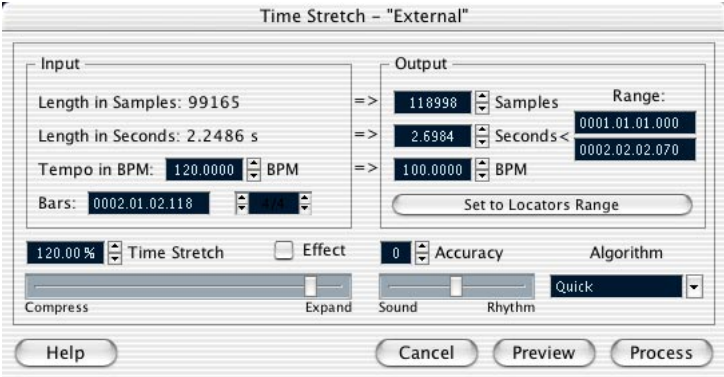 Time Stretch – "External"
Input
Length in Samples: 99165
Length in Seconds: 2.2486 s
Tempo in BPM: 120.0000 BPM
Bars: 0002.01.02.118 4/4
=>
=>
=>
Output
118998 Samples
2.6984 Seconds<
100.0000 BPM
Range:
0001.01.01.000
0002.02.02.070
Set to Locators Range
120.00 % Time Stretch
Effect
Compress Expand
0 Accuracy
Sound Rhythm
Algorithm
Quick
Help Cancel Preview Process